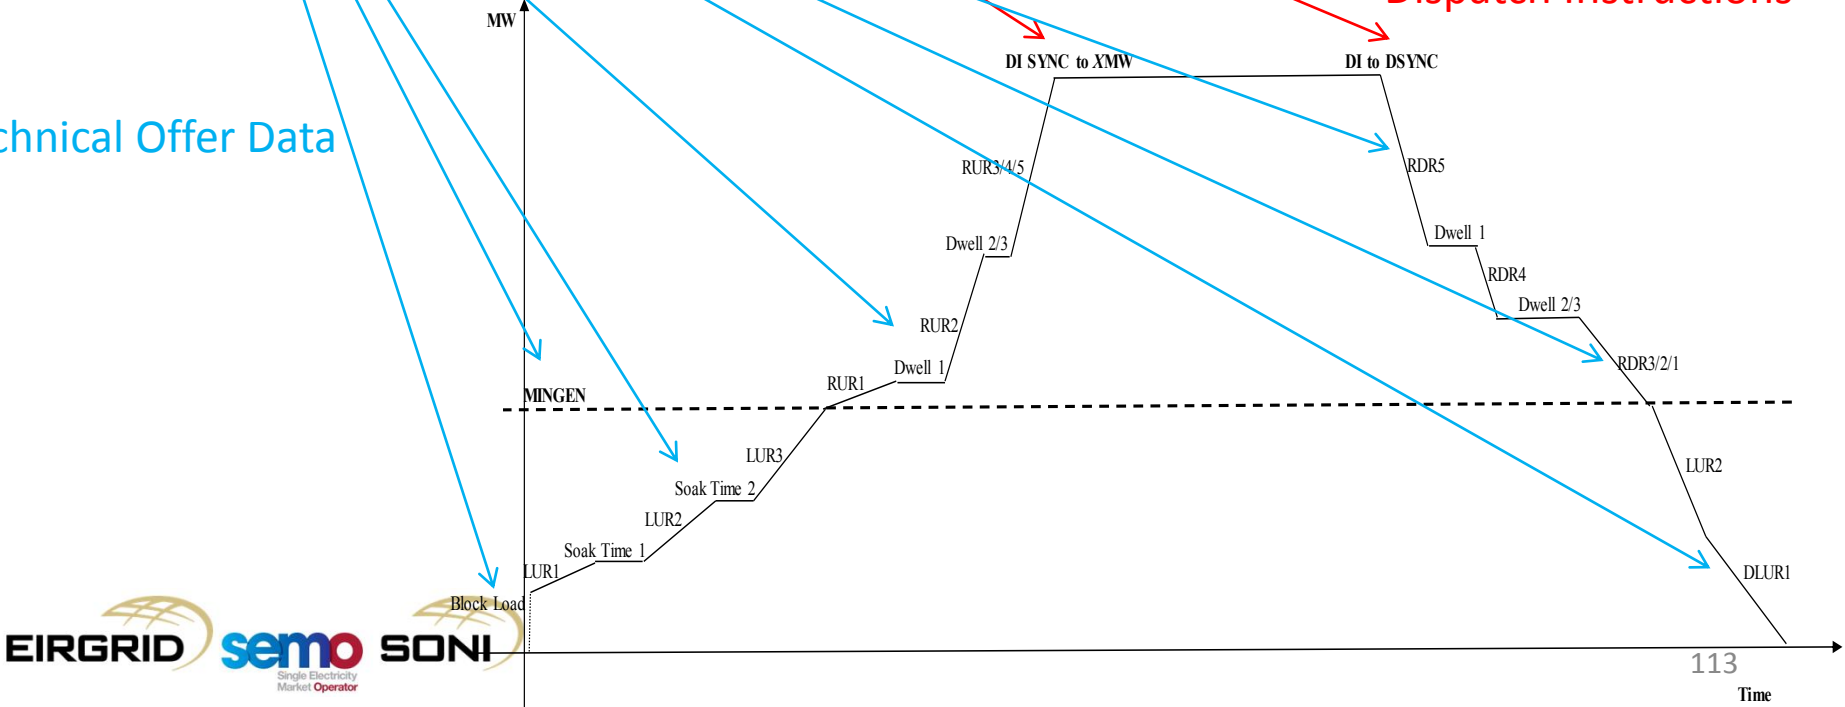 Dispatch Instructions
MW
DI SYNC to XMW
DI to DSYNC
chnical Offer Data
RUR3/4/5
RDR5
Dwell 2/3
Dwell 1
RDR4
Dwell 2/3
RUR2
Dwell 1
RDR3/2/1
RUR1
MINGEN
LUR3
LUR2
Soak Time 2
LUR2
Soak Time 1
LUR1
DLUR1
Block Load
EIRGRID
semo
Single Electricity
Market Operator
SONI
113
Time